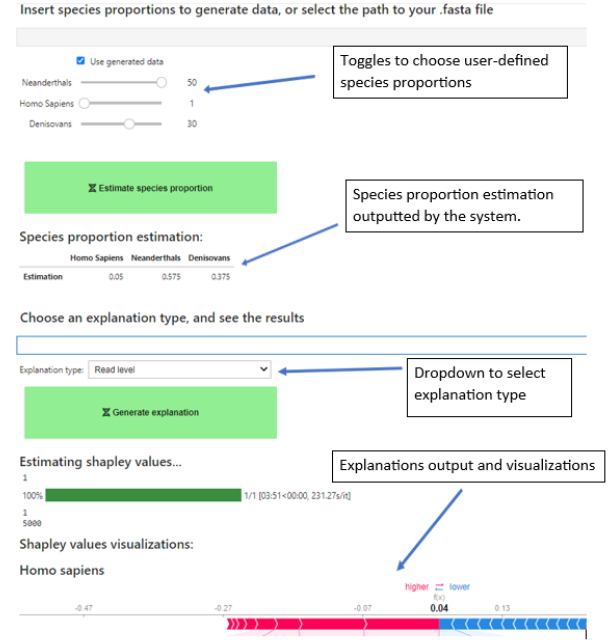 Insert species proportions to generate data, or select the path to your .fasta file
Use generated data
Neanderthals 50
Homo Sapiens 1
Denisovans 30
Toggles to choose user-defined
species proportions
Estimate species proportion
Species proportion estimation
outputted by the system.
Species proportion estimation:
Homo Sapiens Neanderthals Denisovans
Estimation 0.05 0.575 0.375
Choose an explanation type, and see the results
Explanation type: Read level
Dropdown to select
explanation type
Generate explanation
Explanations output and visualizations
Estimating shapley values...
1
100% 1/1 [03:51<00:00, 231.27s/it]
1
5000
Shapley values visualizations:
Homo sapiens
higher ⇄ lower
f(x)
-0.47 -0.27 -0.07 0.04 0.13